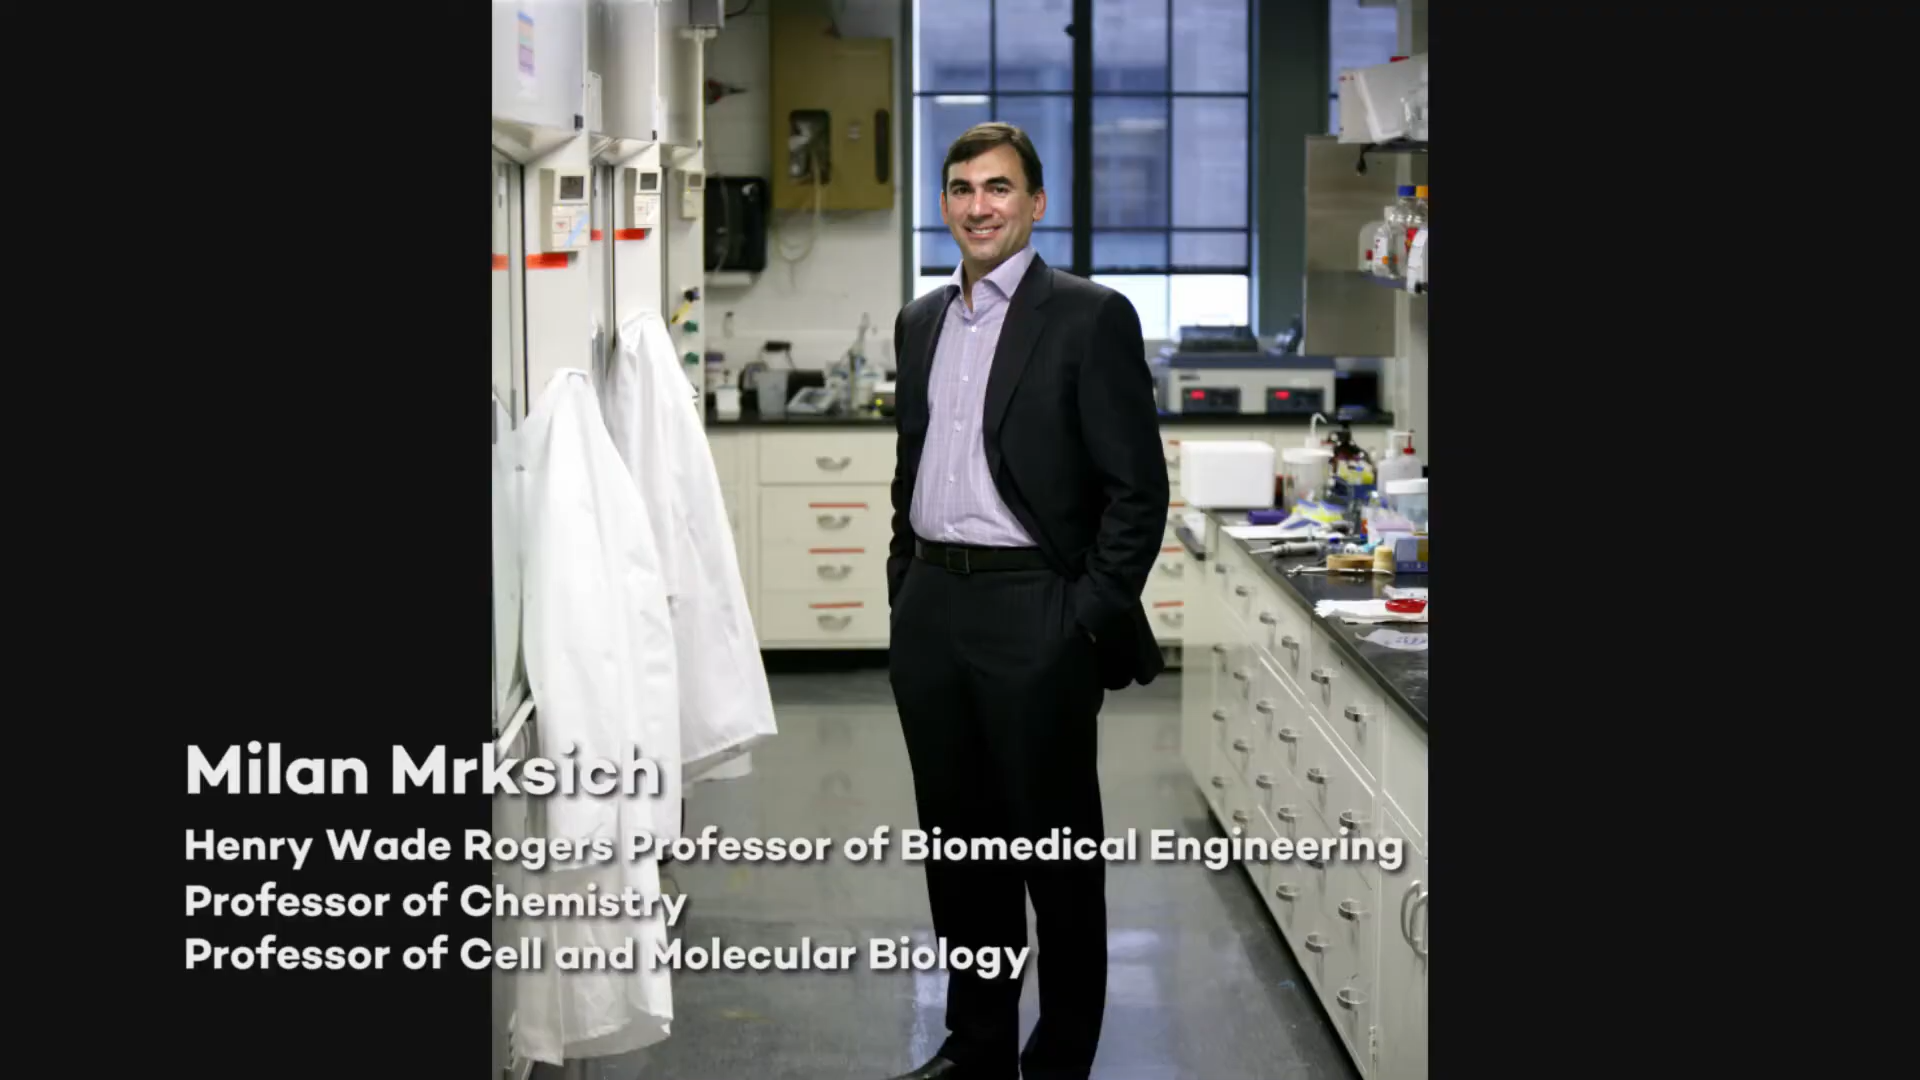 Milan Mrksich
Henry Wade Rogers Professor of Biomedical Engineering
Professor of Chemistry
Professor of Cell and Molecular Biology